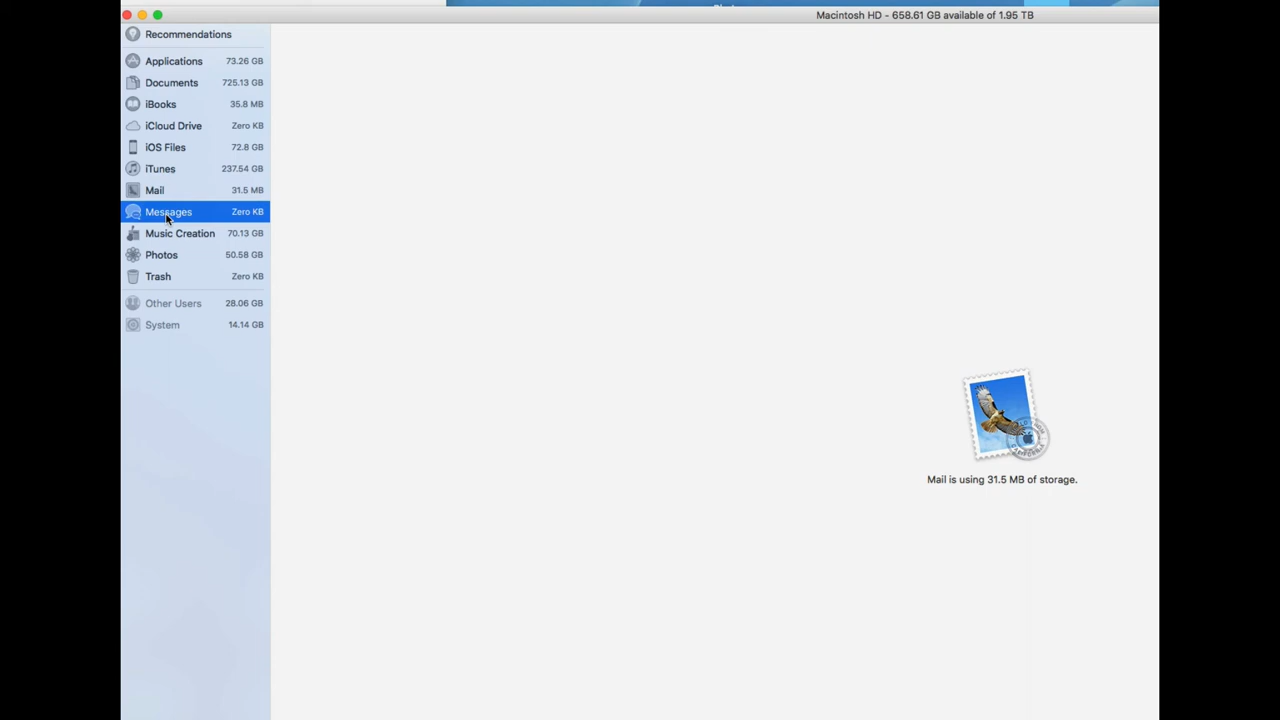 Macintosh HD - 658.61 GB available of 1.95 TB
Recommendations
Applications 73.26 GB
Documents 725.13 GB
iBooks 35.8 MB
iCloud Drive Zero KB
iOS Files 72.8 GB
iTunes 237.54 GB
Mail 31.5 MB
Messages Zero KB
Music Creation 70.13 GB
Photos 50.58 GB
Trash Zero KB
Other Users 28.06 GB
System 14.14 GB
Mail is using 31.5 MB of storage.